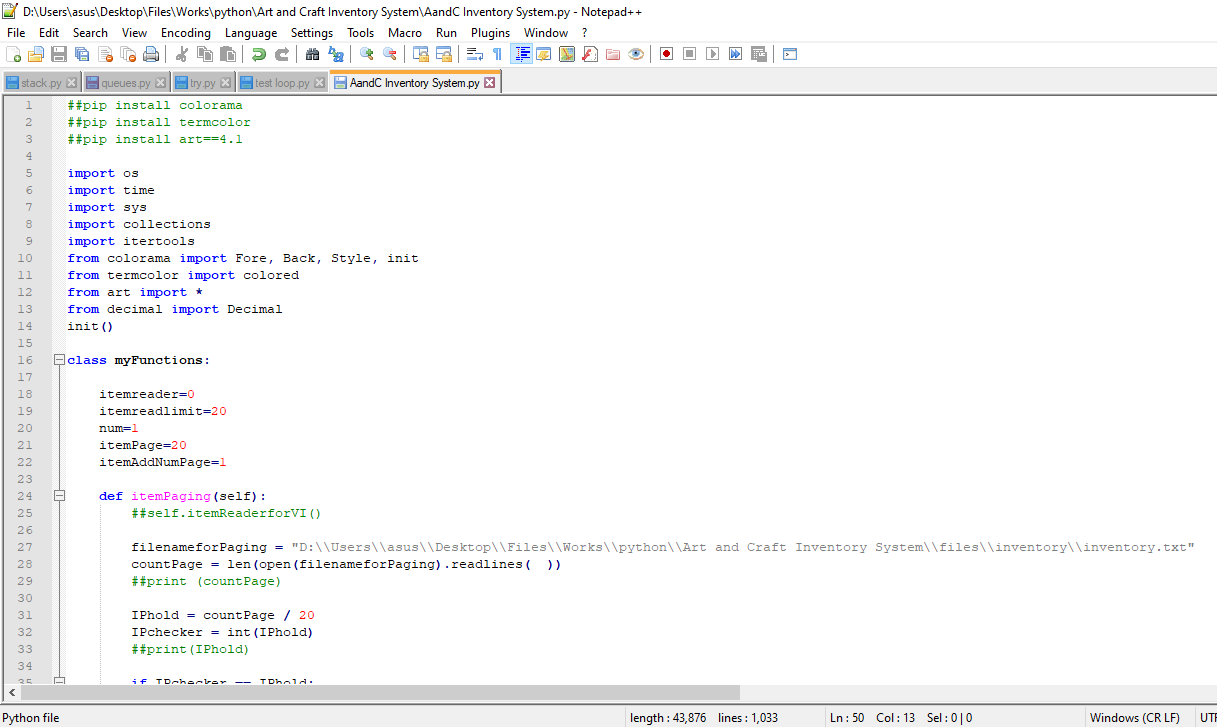 D:\Users\asus\Desktop\Files\Works\python\Art and Craft Inventory System\AandC Inventory System.py - Notepad++
File Edit Search View Encoding Language Settings Tools Macro Run Plugins Window ?
stack.py queues.py try.py test loop.py AandC Inventory System.py
1 ##pip install colorama
2 ##pip install termcolor
3 ##pip install art==4.1
4
5 import os
6 import time
7 import sys
8 import collections
9 import itertools
10 from colorama import Fore, Back, Style, init
11 from termcolor import colored
12 from art import *
13 from decimal import Decimal
14 init()
15
16 class myFunctions:
17
18 itemreader=0
19 itemreadlimit=20
20 num=1
21 itemPage=20
22 itemAddNumPage=1
23
24 def itemPaging(self):
25 ##self.itemReaderforVI()
26
27 filenameforPaging = "D:\\Users\\asus\\Desktop\\Files\\Works\\python\\Art and Craft Inventory System\\files\\inventory\\inventory.txt"
28 countPage = len(open(filenameforPaging).readlines(  ))
29 ##print (countPage)
30
31 IPhold = countPage / 20
32 IPchecker = int(IPhold)
33 ##print(IPhold)
34
35 if IPchecker == IPhold:
Python file length : 43,876 lines : 1,033 Ln : 50 Col : 13 Sel : 0 | 0 Windows (CR LF) UTF